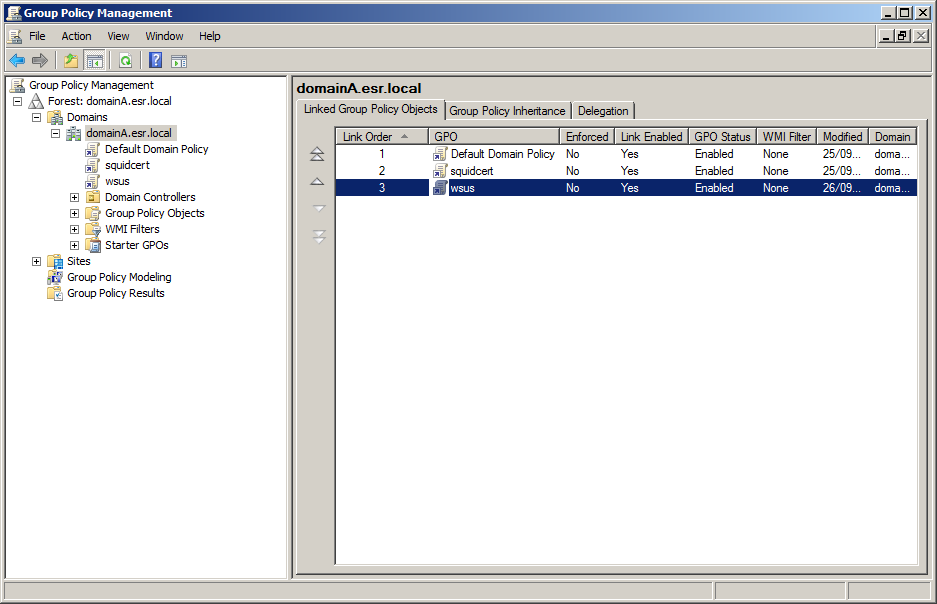 Group Policy Management
File Action View Window Help
Group Policy Management
Forest: domainA.esr.local
Domains
domainA.esr.local
Default Domain Policy
squidcert
wsus
Domain Controllers
Group Policy Objects
WMI Filters
Starter GPOs
Sites
Group Policy Modeling
Group Policy Results
domainA.esr.local
Linked Group Policy Objects Group Policy Inheritance Delegation
Link Order GPO Enforced Link Enabled GPO Status WMI Filter Modified Domain
1 Default Domain Policy No Yes Enabled None 25/09... doma...
2 squidcert No Yes Enabled None 25/09... doma...
3 wsus No Yes Enabled None 26/09... doma...